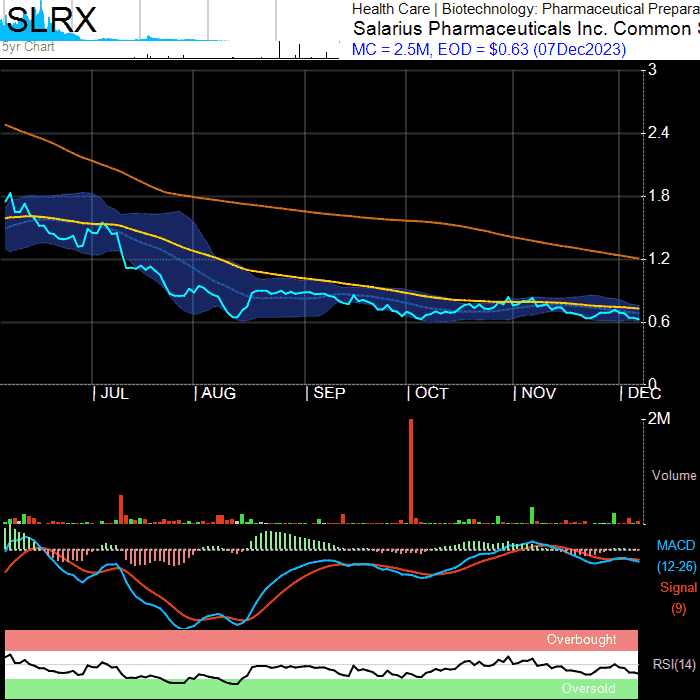 SLRX
5yr Chart
Health Care | Biotechnology: Pharmaceutical Prepara
Salarius Pharmaceuticals Inc. Common S
MC = 2.5M, EOD = $0.63 (07Dec2023)
3
2.4
1.8
1.2
0.6
0
JUL
AUG
SEP
OCT
NOV
DEC
2M
Volume
MACD
(12-26)
Signal
(9)
Overbought
RSI(14)
Oversold